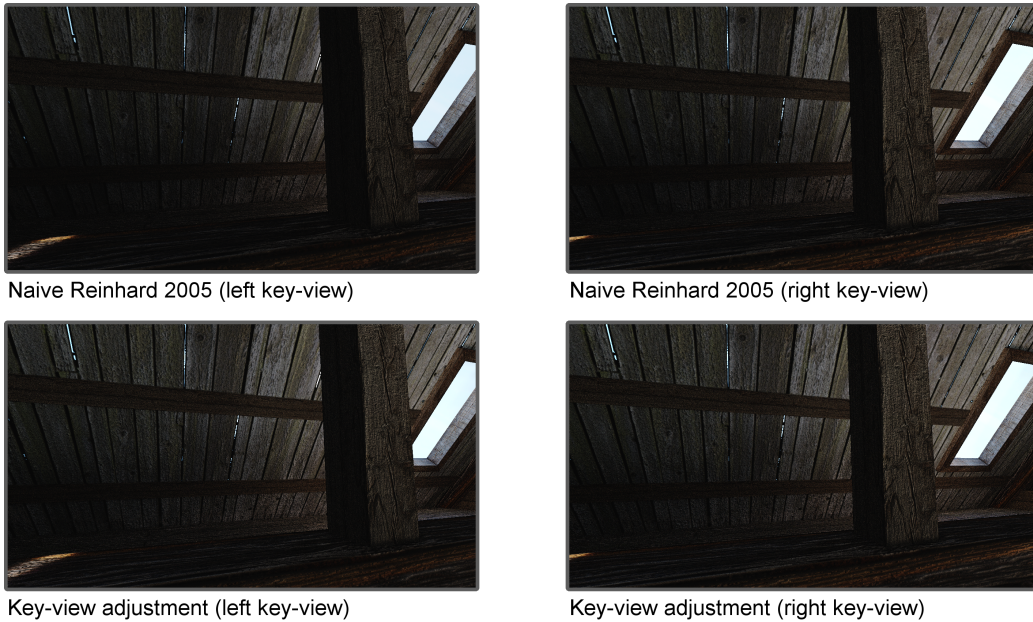 Naive Reinhard 2005 (left key-view)
Naive Reinhard 2005 (right key-view)
Key-view adjustment (left key-view)
Key-view adjustment (right key-view)